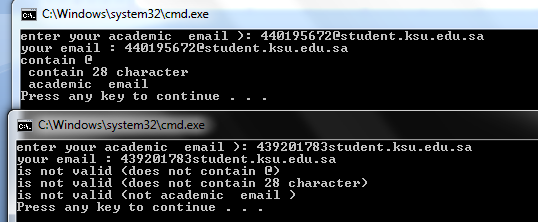 C:\Windows\system32\cmd.exe
enter your academic  email ): 440195672@student.ksu.edu.sa
your email : 440195672@student.ksu.edu.sa
contain @
 contain 28 character
 academic  email
Press any key to continue . . .
C:\Windows\system32\cmd.exe
enter your academic  email ): 439201783student.ksu.edu.sa
your email : 439201783student.ksu.edu.sa
is not valid (does not contain @)
is not valid (does not contain 28 character)
is not valid (not academic  email )
Press any key to continue . . .